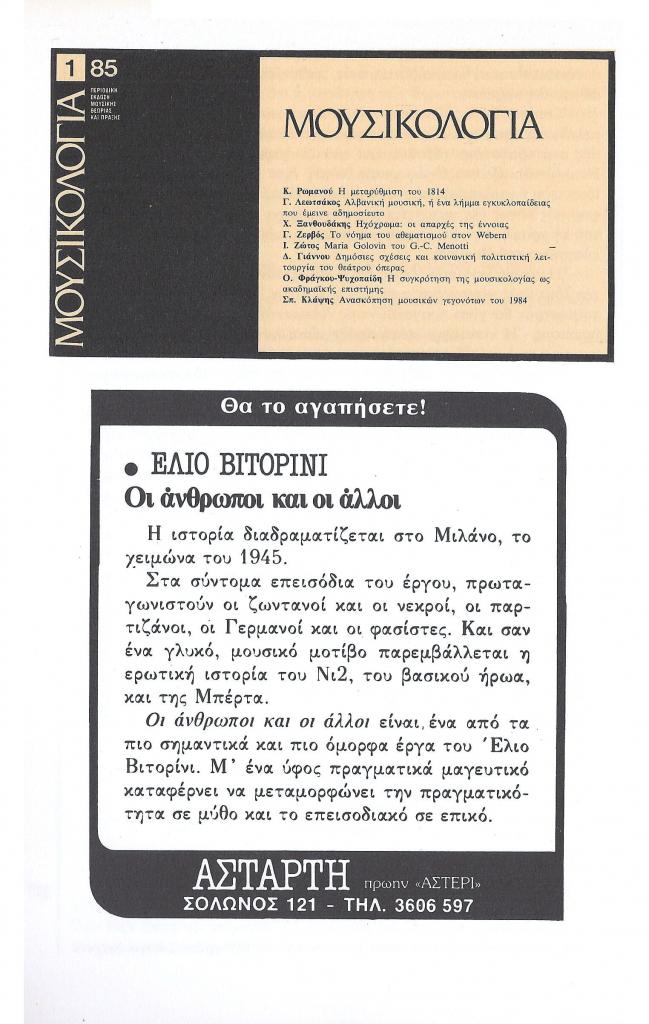 1 85
ΠΕΡΙΟΔΙΚΗ
ΕΚΔΟΣΗ
ΜΟΥΣΙΚΗΣ
ΘΕΩΡΙΑΣ
ΚΑΙ ΠΡΑΞΗΣ
ΜΟΥΣΙΚΟΛΟΓΙΑ
ΜΟΥΣΙΚΟΛΟΓΙΑ
Κ. Ρωμανού Η μεταρύθμιση του 1814
Γ. Λεωτσάκος Αλβανική μουσική, ή ένα λήμμα εγκυκλοπαίδειας
που έμεινε αδημοσίευτο
Χ. Ξανθουδάκης Ηχόχρωμα: οι απαρχές της έννοιας
Γ. Ζερβός Το νόημα του αθεματισμού στον Webern
Ι. Ζώτος Maria Golovin του G.-C. Menotti
Δ. Γιάννου Δημόσιες σχέσεις και κοινωνική πολιτιστική λει-
τουργία του θεάτρου όπερας
Ο. Φράγκου-Ψυχοπαίδη Η συγκρότηση της μουσικολογίας ως
ακαδημαϊκής επιστήμης
Σπ. Κλάψης Ανασκόπηση μουσικών γεγονότων του 1984
Θα το αγαπήσετε!
● ΕΛΙΟ ΒΙΤΟΡΙΝΙ
Οι άνθρωποι και οι άλλοι
Η ιστορία διαδραματίζεται στο Μιλάνο, το
χειμώνα του 1945.
Στα σύντομα επεισόδια του έργου, πρωτα-
γωνιστούν οι ζωντανοί και οι νεκροί, οι παρ-
τιζάνοι, οι Γερμανοί και οι φασίστες. Και σαν
ένα γλυκό, μουσικό μοτίβο παρεμβάλλεται η
ερωτική ιστορία του Νι2, του βασικού ήρωα,
και της Μπέρτα.
Οι άνθρωποι και οι άλλοι είναι ένα από τα
πιο σημαντικά και πιο όμορφα έργα του Έλιο
Βιτορίνι. Μ' ένα ύφος πραγματικά μαγευτικό
καταφέρνει να μεταμορφώνει την πραγματικό-
τητα σε μύθο και το επεισοδιακό σε επικό.
ΑΣΤΑΡΤΗ πρωην «ΑΣΤΕΡΙ»
ΣΟΛΩΝΟΣ 121 - ΤΗΛ. 3606 597